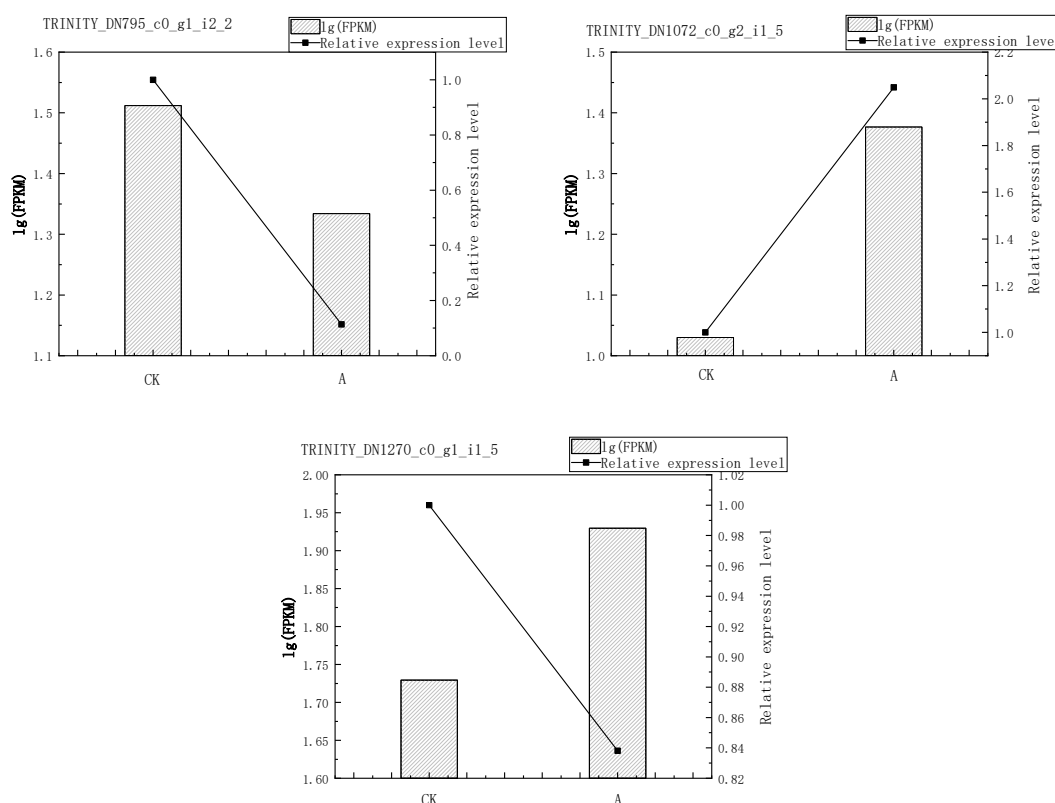 TRINITY_DN795_c0_g1_i2_2
lg(FPKM)
Relative expression level
1.6
1.5
1.4
1.3
1.2
1.1
lg(FPKM)
1.0
0.8
0.6
0.4
0.2
0.0
Relative expression level
CK A
TRINITY_DN1072_c0_g2_i1_5
lg(FPKM)
Relative expression level
1.5
1.4
1.3
1.2
1.1
1.0
lg(FPKM)
2.2
2.0
1.8
1.6
1.4
1.2
1.0
Relative expression level
CK A
TRINITY_DN1270_c0_g1_i1_5
lg(FPKM)
Relative expression level
2.00
1.95
1.90
1.85
1.80
1.75
1.70
1.65
1.60
lg(FPKM)
1.02
1.00
0.98
0.96
0.94
0.92
0.90
0.88
0.86
0.84
0.82
Relative expression level
CK A